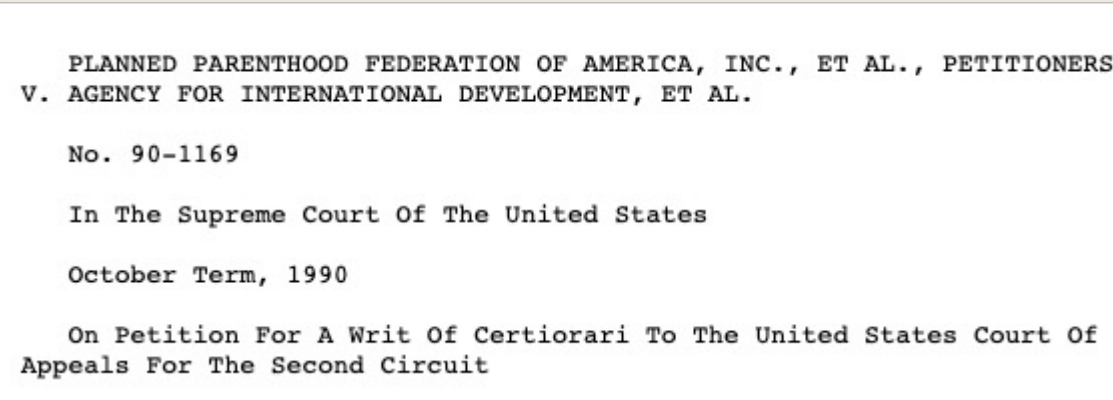 PLANNED PARENTHOOD FEDERATION OF AMERICA, INC., ET AL., PETITIONERS
V. AGENCY FOR INTERNATIONAL DEVELOPMENT, ET AL.
No. 90-1169
In The Supreme Court Of The United States
October Term, 1990
On Petition For A Writ Of Certiorari To The United States Court Of
Appeals For The Second Circuit